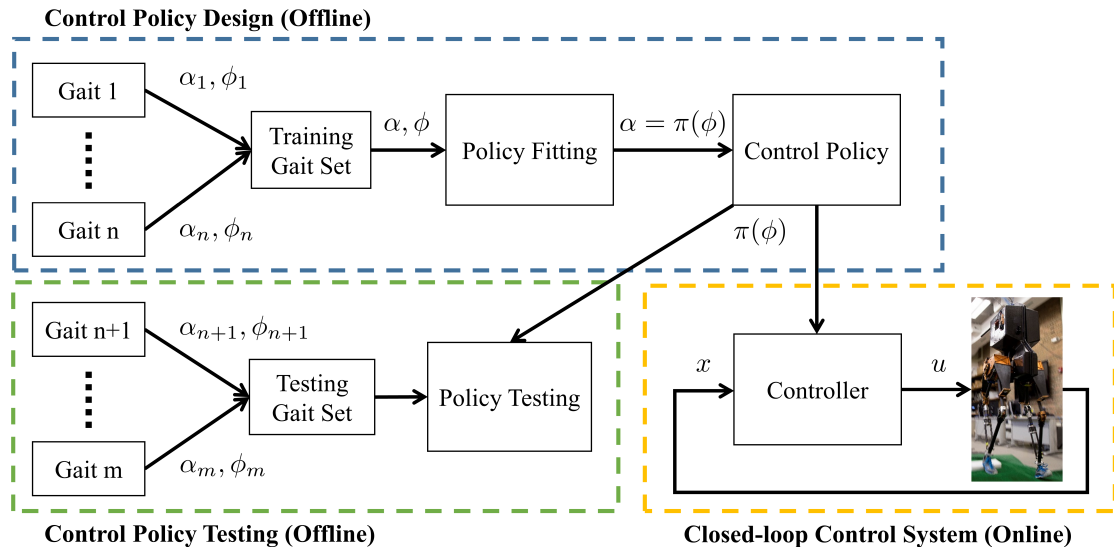 Control Policy Design (Offline)
Gait 1
α₁, ϕ₁
Training
Gait Set
α, ϕ
Policy Fitting
α = π(ϕ)
Control Policy
Gait n
αₙ, ϕₙ
π(ϕ)
Gait n+1
αₙ₊₁, ϕₙ₊₁
Testing
Gait Set
Policy Testing
Gait m
αₘ, ϕₘ
x
Controller
u
Control Policy Testing (Offline)
Closed-loop Control System (Online)